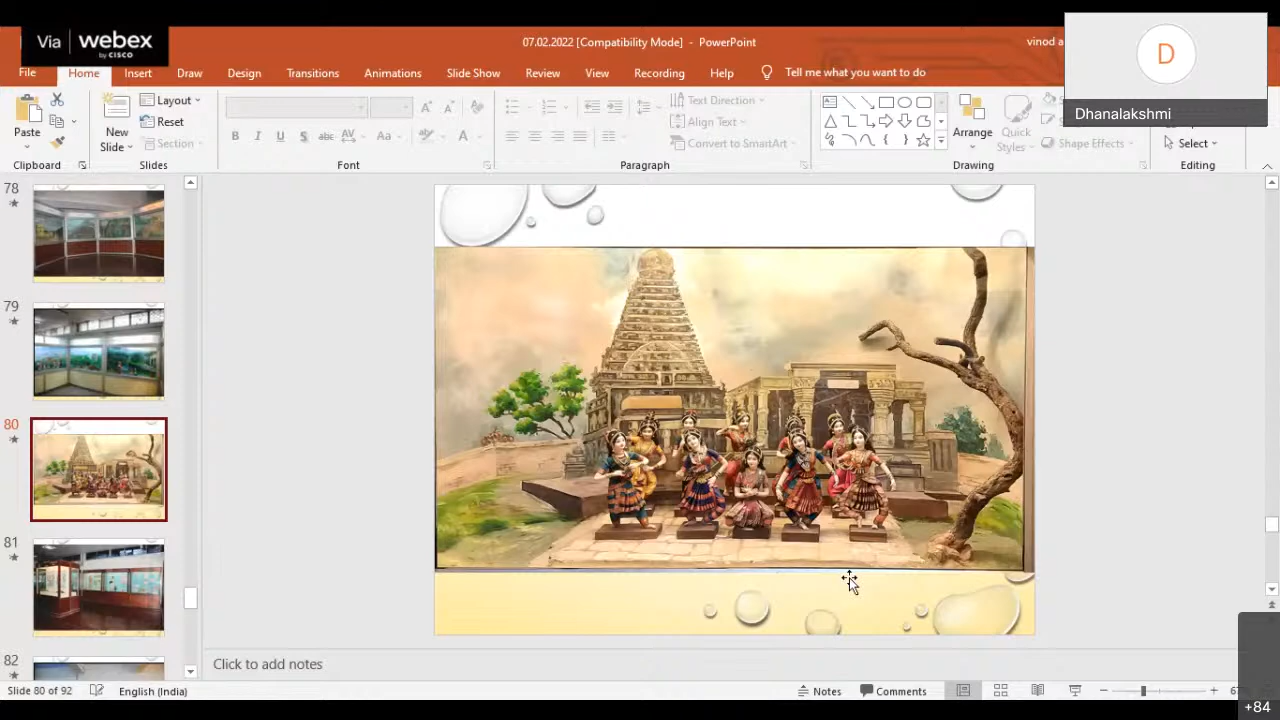 Via webex
by CISCO
07.02.2022 [Compatibility Mode] - PowerPoint
vinod a
D
Dhanalakshmi
File Home Insert Draw Design Transitions Animations Slide Show Review View Recording Help Tell me what you want to do
Paste
New
Slide
Layout
Reset
Section
B I U S abc AV Aa A
Text Direction
Align Text
Convert to SmartArt
Arrange
Quick
Styles
Shape Effects
Select
Clipboard Slides Font Paragraph Drawing Editing
78
79
80
81
82
Click to add notes
Slide 80 of 92 English (India) Notes Comments
+84